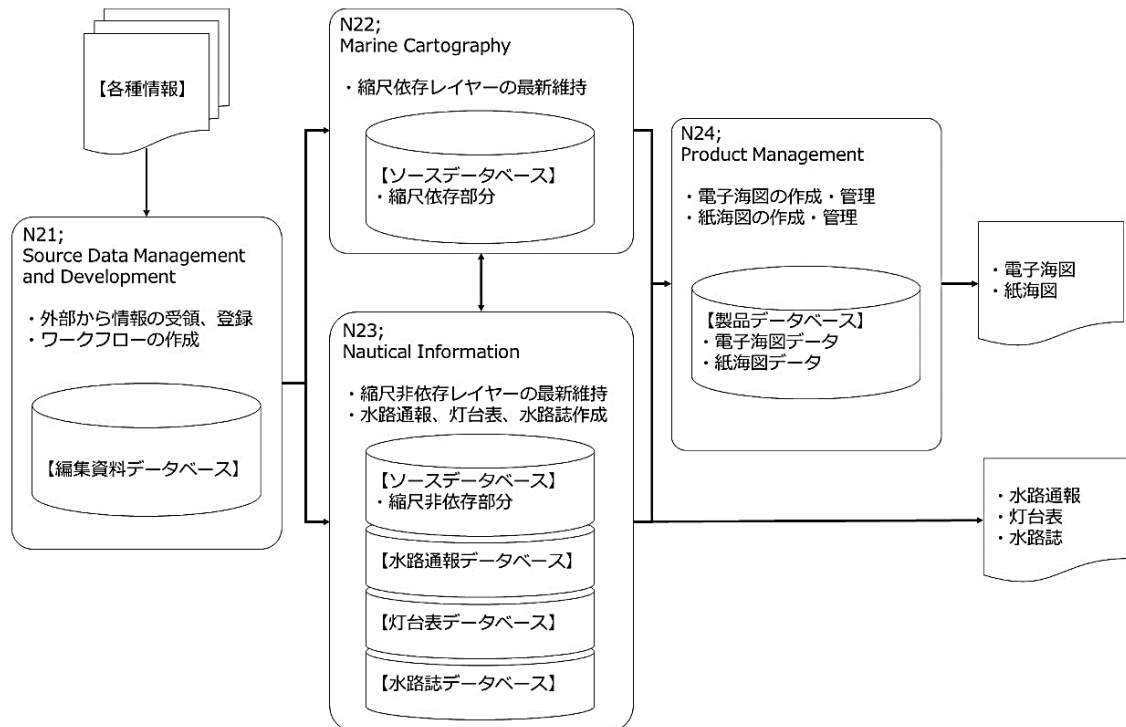 【各種情報】
N21;
Source Data Management
and Development
・外部から情報の受領、登録
・ワークフローの作成
【編集資料データベース】
N22;
Marine Cartography
・縮尺依存レイヤーの最新維持
【ソースデータベース】
・縮尺依存部分
N23;
Nautical Information
・縮尺非依存レイヤーの最新維持
・水路通報、灯台表、水路誌作成
【ソースデータベース】
・縮尺非依存部分
【水路通報データベース】
【灯台表データベース】
【水路誌データベース】
N24;
Product Management
・電子海図の作成・管理
・紙海図の作成・管理
【製品データベース】
・電子海図データ
・紙海図データ
・電子海図
・紙海図
・水路通報
・灯台表
・水路誌